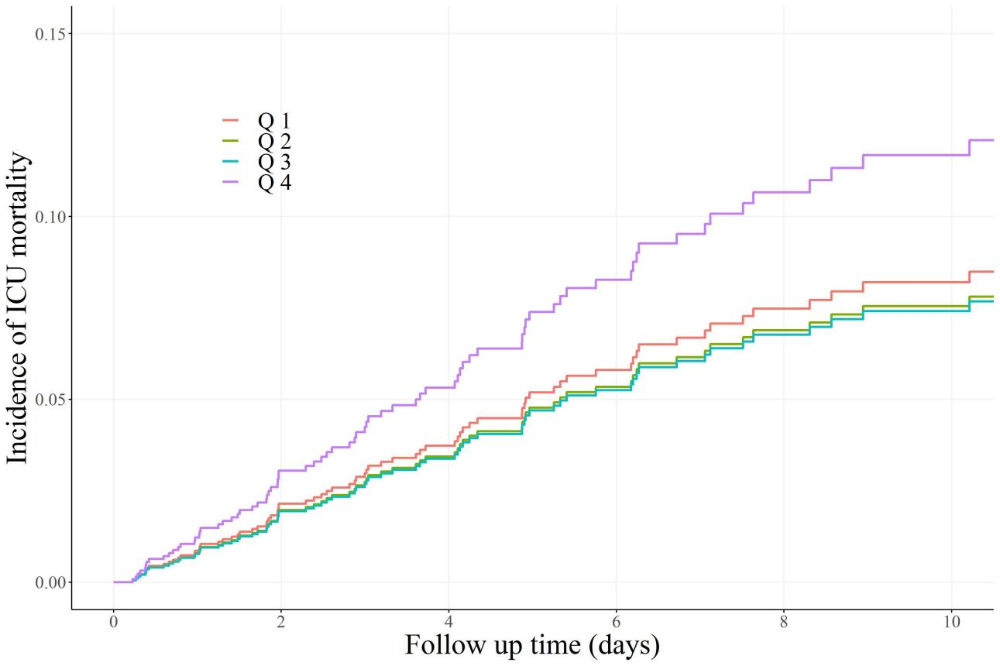 Incidence of ICU mortality
0.15
0.10
0.05
0.00
Q 1
Q 2
Q 3
Q 4
0 2 4 6 8 10
Follow up time (days)